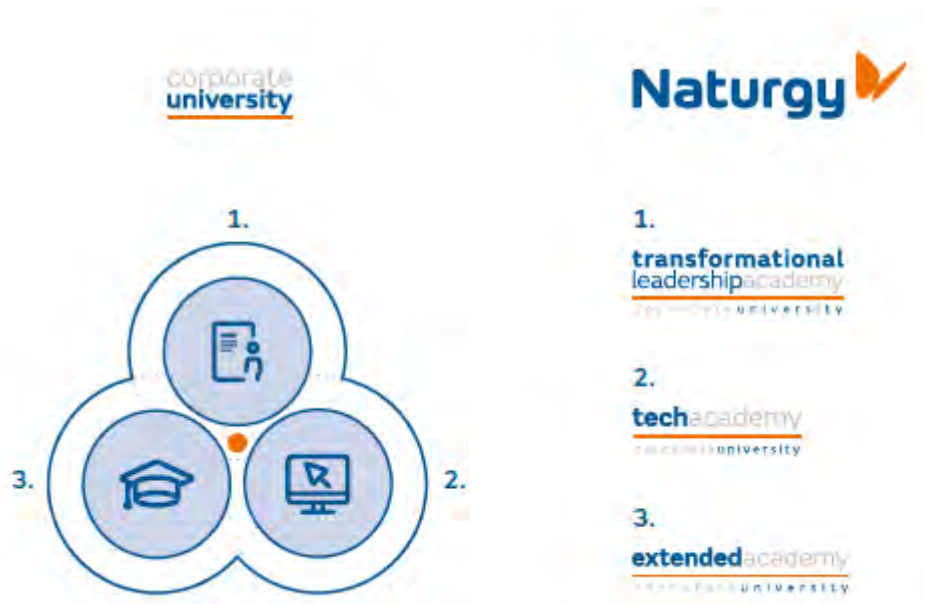 corporate
university
Naturgy
1.
3.
2.
1.
transformational
leadershipacademy
university
2.
techacademy
university
3.
extendedacademy
university